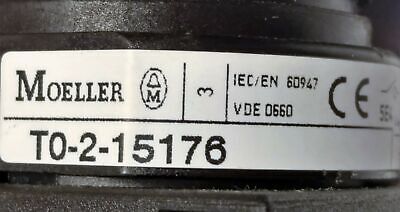 MOELLER
M
3
IEC/EN 60947
VDE 0660
CE
T0-2-15176